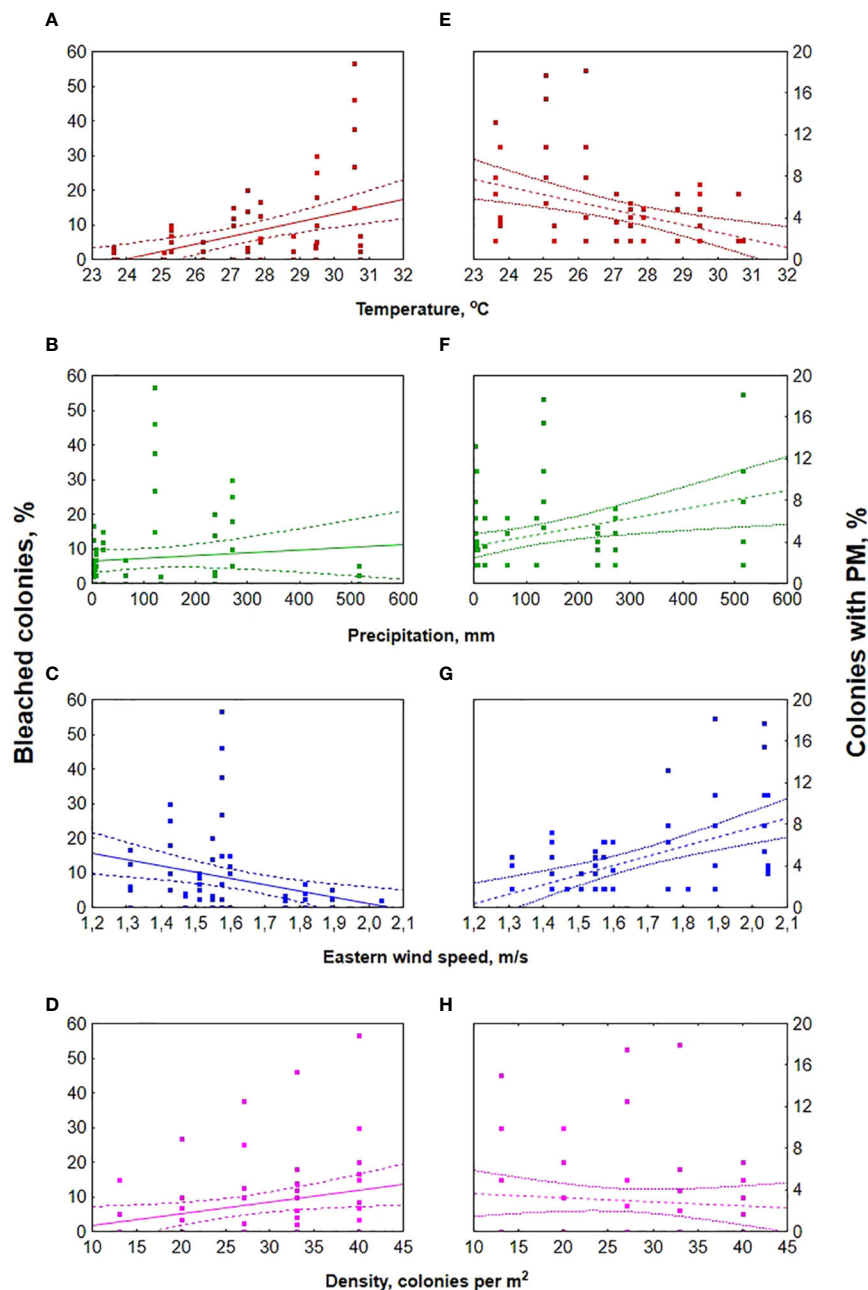 A
E
60
50
40
30
20
10
0
23 24 25 26 27 28 29 30 31 32
20
16
12
8
4
0
23 24 25 26 27 28 29 30 31 32
Temperature, °C
B
F
60
50
40
30
20
10
0
0 100 200 300 400 500 600
20
16
12
8
4
0
0 100 200 300 400 500 600
Precipitation, mm
Bleached colonies, %
Colonies with PM, %
C
G
60
50
40
30
20
10
0
1,2 1,3 1,4 1,5 1,6 1,7 1,8 1,9 2,0 2,1
20
16
12
8
4
0
1,2 1,3 1,4 1,5 1,6 1,7 1,8 1,9 2,0 2,1
Eastern wind speed, m/s
D
H
60
50
40
30
20
10
0
10 15 20 25 30 35 40 45
20
16
12
8
4
0
10 15 20 25 30 35 40 45
Density, colonies per m²